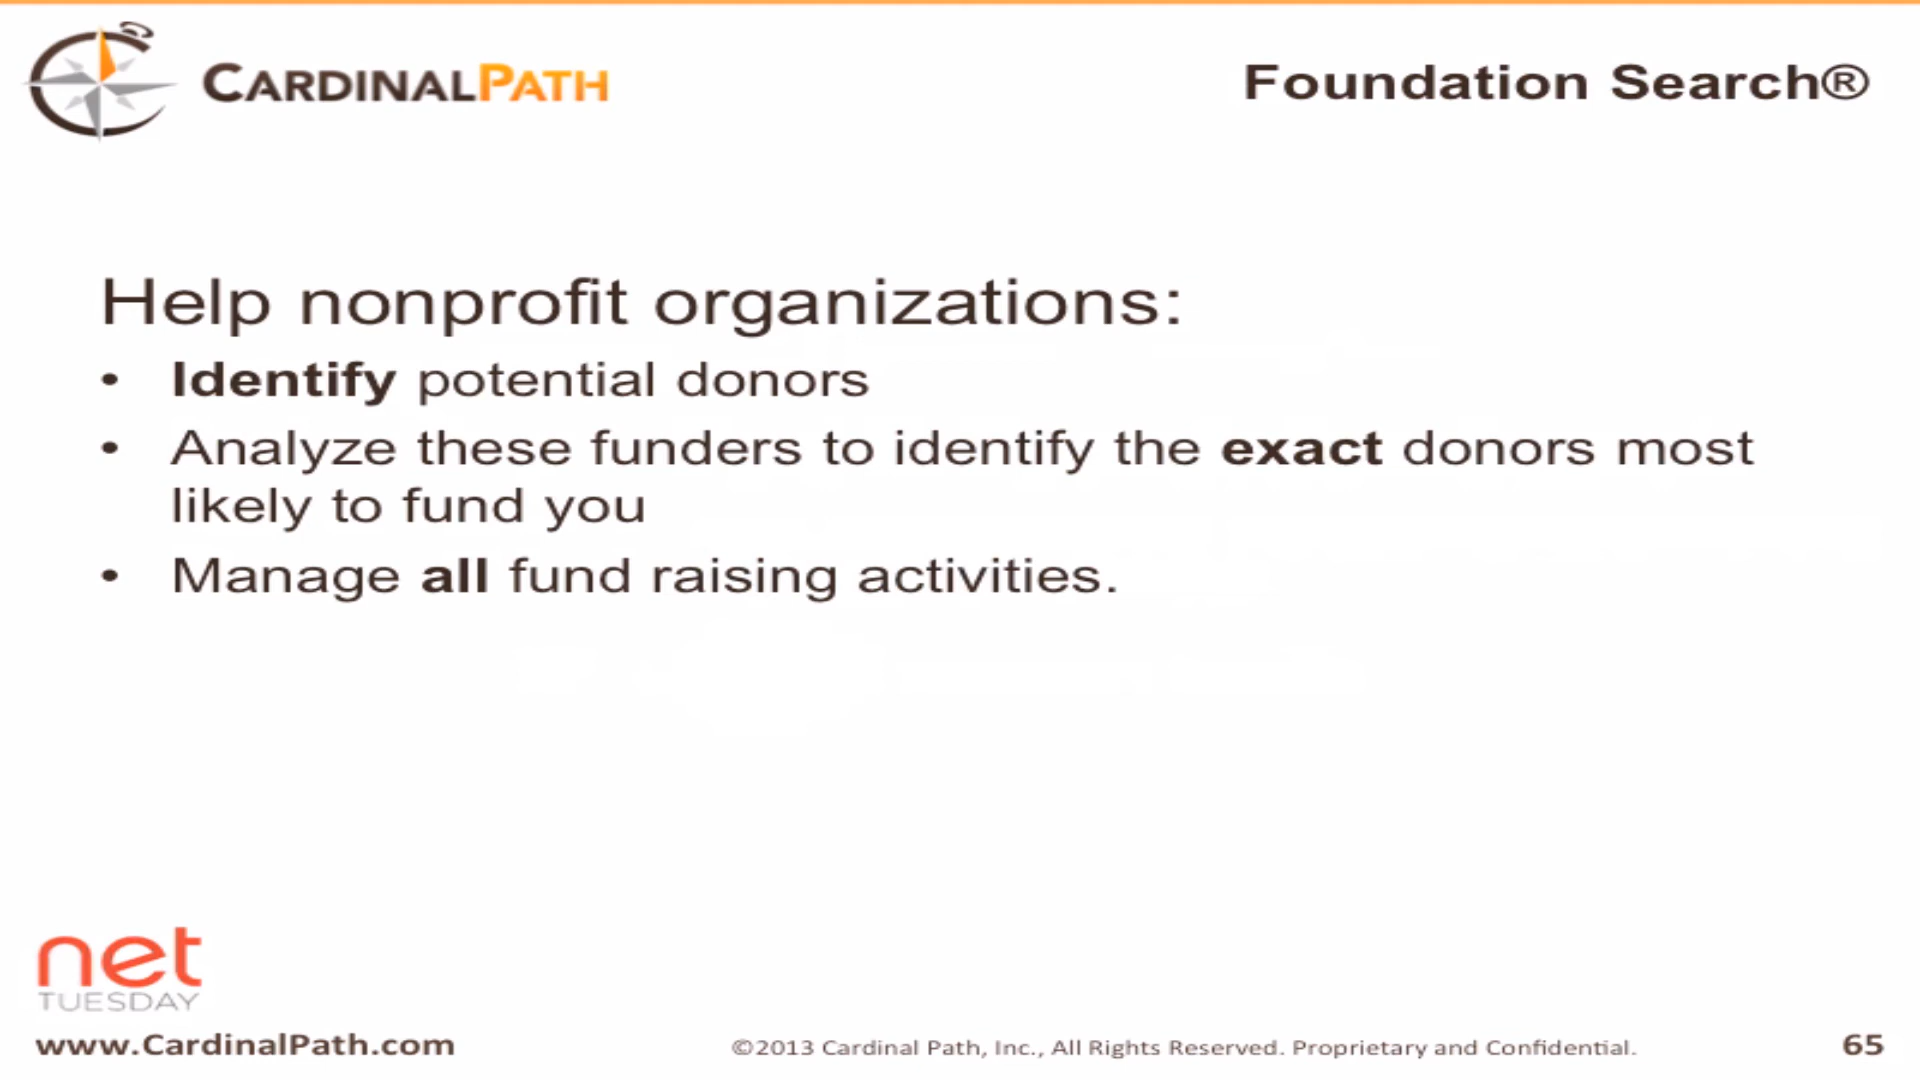 CARDINALPATH
Foundation Search®
Help nonprofit organizations:
• Identify potential donors
• Analyze these funders to identify the exact donors most
likely to fund you
• Manage all fund raising activities.
net
TUESDAY
www.CardinalPath.com
©2013 Cardinal Path, Inc., All Rights Reserved. Proprietary and Confidential.
65